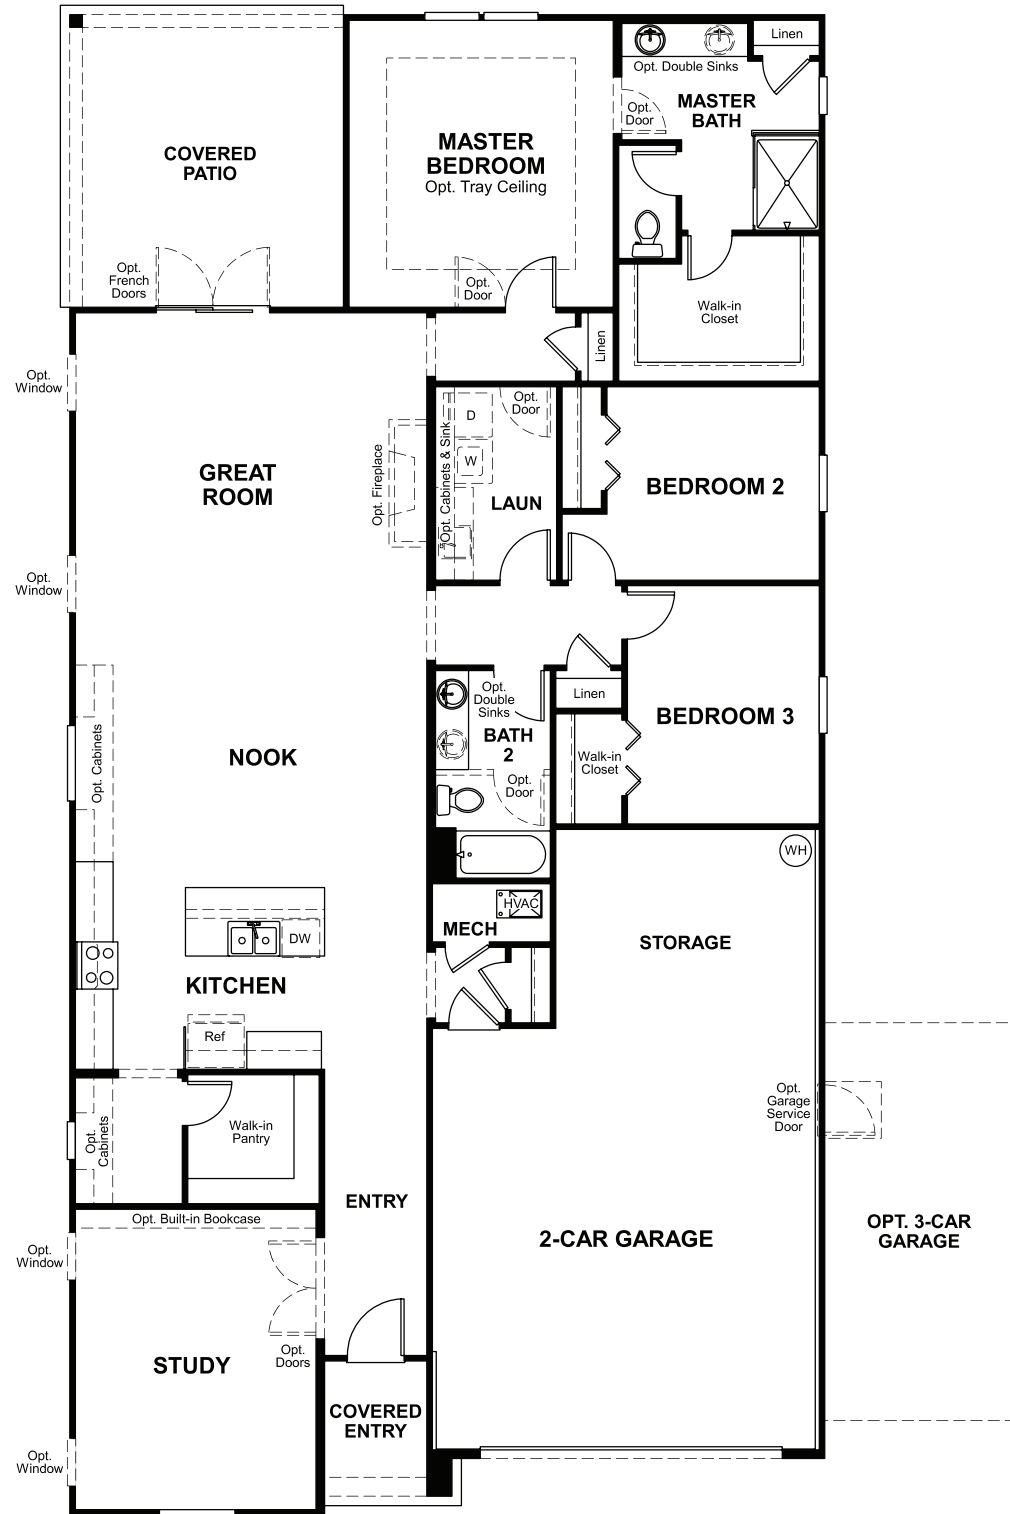 Linen
Opt. Double Sinks
MASTER
BATH
Opt.
Door
COVERED
PATIO
MASTER
BEDROOM
Opt. Tray Ceiling
Opt.
French
Doors
Opt.
Door
Walk-in
Closet
Linen
Opt.
Window
Opt.
Door
D
W
Opt. Cabinets & Sink
Opt. Fireplace
GREAT
ROOM
LAUN
BEDROOM 2
Opt.
Window
Linen
Opt.
Double
Sinks
BATH
2
Opt.
Door
BEDROOM 3
Walk-in
Closet
Opt. Cabinets
NOOK
WH
HVAC
MECH
STORAGE
DW
KITCHEN
Ref
Opt.
Cabinets
Walk-in
Pantry
Opt.
Garage
Service
Door
ENTRY
Opt. Built-in Bookcase
2-CAR GARAGE
OPT. 3-CAR
GARAGE
Opt.
Window
Opt.
Doors
STUDY
COVERED
ENTRY
Opt.
Window